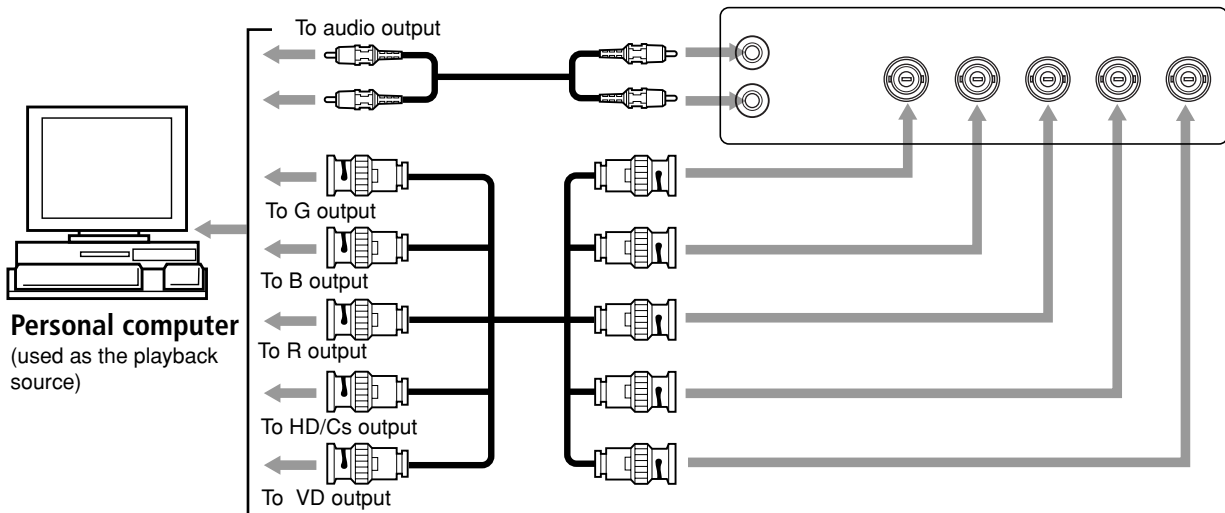 To audio output
To G output
To B output
Personal computer
(used as the playback
source)
To R output
To HD/Cs output
To VD output